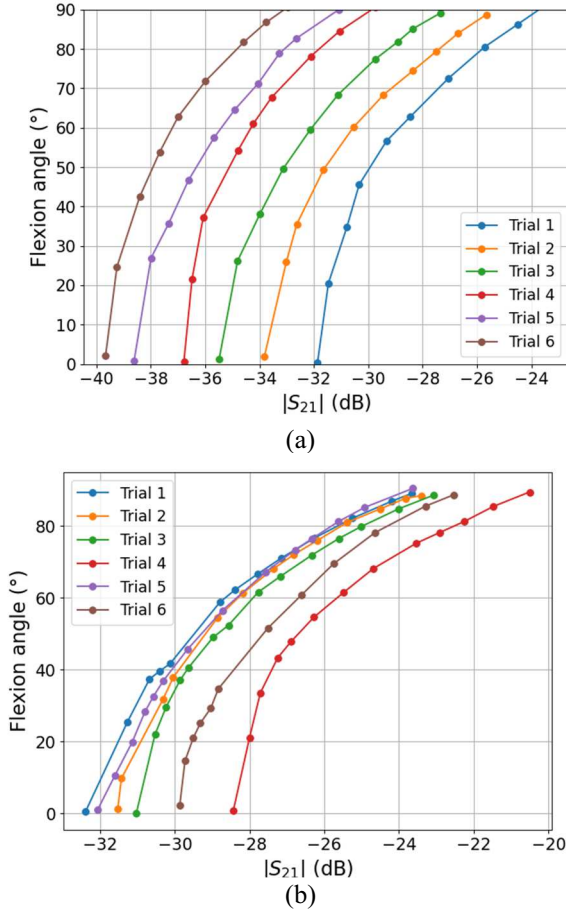 90
80
70
60
50
40
30
20
10
0
Flexion angle (°)
Trial 1
Trial 2
Trial 3
Trial 4
Trial 5
Trial 6
−40 −38 −36 −34 −32 −30 −28 −26 −24
|S21| (dB)
(a)
80
60
40
20
0
Flexion angle (°)
Trial 1
Trial 2
Trial 3
Trial 4
Trial 5
Trial 6
−32 −30 −28 −26 −24 −22 −20
|S21| (dB)
(b)